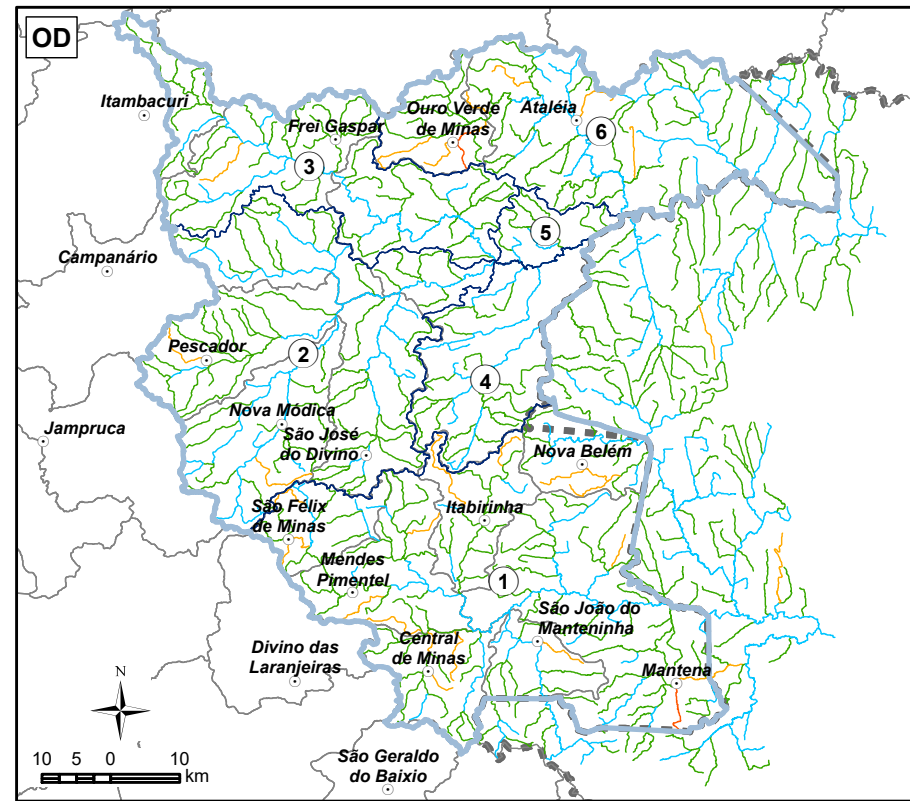 OD
Itambacuri
Frei Gaspar
Ouro Verde
de Minas
Ataléia
6
3
5
Campanário
Pescador
2
4
Nova Módica
São José
do Divino
Jampruca
Nova Belém
São Félix
de Minas
Itabirinha
Mendes
Pimentel
1
São João do
Manteninha
Divino das
Laranjeiras
Central
de Minas
Mantena
N
São Geraldo
do Baixio
10 5 0 10
km